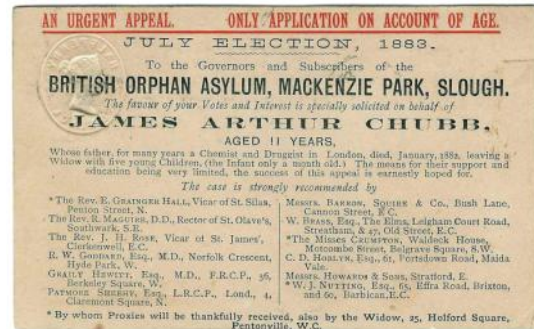 AN URGENT APPEAL. ONLY APPLICATION ON ACCOUNT OF AGE.
JULY ELECTION, 1883.
To the Governors and Subscribers of the
BRITISH ORPHAN ASYLUM, MACKENZIE PARK, SLOUGH.
The favour of your Votes and Interest is specially solicited on behalf of
JAMES ARTHUR CHUBB,
AGED 11 YEARS,
Whose father, for many years a Chemist and Druggist in London, died, January, 1882, leaving a
Widow with five young Children, (the Infant only a month old.) The means for their support and
education being very limited, the success of this appeal is earnestly hoped for.
The case is strongly recommended by
* The Rev. E. GRAINGER HALL, Vicar of St. Silas,
Penton Street, N.
The Rev. R. MAGUIRE, D.D., Rector of St. Olave's,
Southwark, S.E.
The Rev. J. H. ROSE, Vicar of St. James',
Clerkenwell, E.C.
R. W. GODDARD, Esq., M.D., Norfolk Crescent,
Hyde Park, W.
GRAILY HEWITT, Esq., M.D., F.R.C.P., 36,
Berkeley Square, W.
PATMORE SHEEHY, Esq., L.R.C.P., Lond., 4,
Claremont Square, N.
Messrs. BARRON, SQUIRE & Co., Bush Lane,
Cannon Street, E.C.
W. BRASS, Esq., The Elms, Leigham Court Road,
Streatham, & 47, Old Street, E.C.
*The Misses CRUMPTON, Waldeck House,
Motcombe Street, Belgrave Square, S.W.
C. D. HOBLYN, Esq., 61, Portsdown Road, Maida
Vale.
Messrs. HOWARDS & Sons, Stratford, E.
*W. J. NUTTING, Esq., 65, Effra Road, Brixton,
and 60, Barbican, E.C.
* By whom Proxies will be thankfully received, also by the Widow, 25, Holford Square,
Pentonville, W.C.